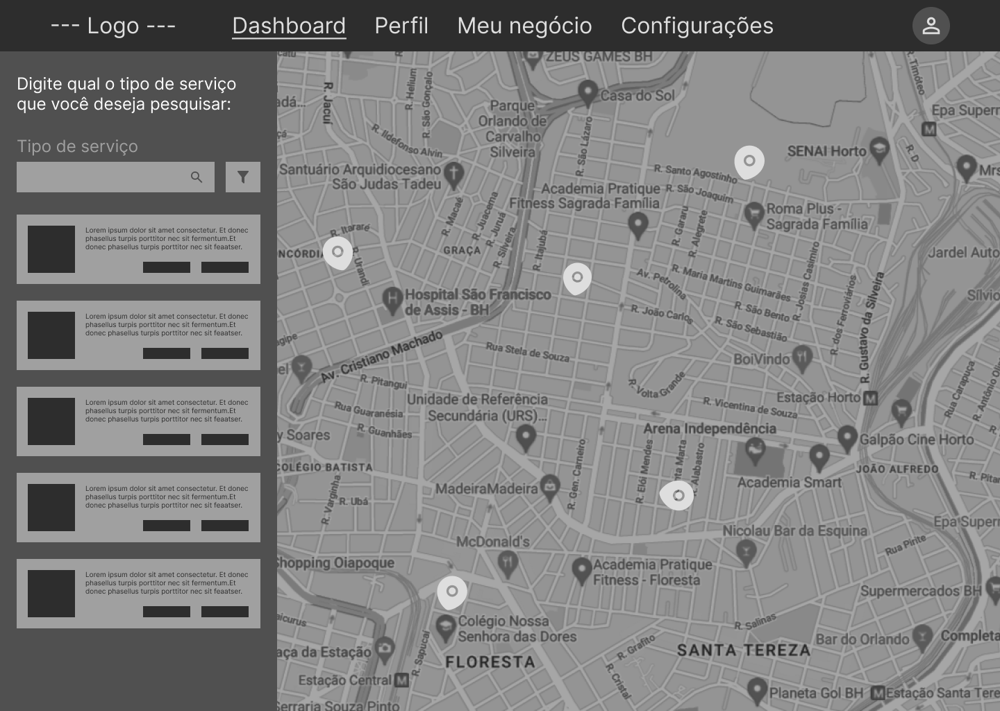 --- Logo ---
Dashboard
Perfil
Meu negócio
Configurações
Digite qual o tipo de serviço
que você deseja pesquisar:
Tipo de serviço
Lorem ipsum dolor sit amet consectetur. Et donec
phasellus turpis porttitor nec sit fermentum.Et
donec phasellus turpis porttitor nec sit feaatser.
Lorem ipsum dolor sit amet consectetur. Et donec
phasellus turpis porttitor nec sit fermentum.Et
donec phasellus turpis porttitor nec sit feaatser.
Lorem ipsum dolor sit amet consectetur. Et donec
phasellus turpis porttitor nec sit fermentum.Et
donec phasellus turpis porttitor nec sit feaatser.
Lorem ipsum dolor sit amet consectetur. Et donec
phasellus turpis porttitor nec sit fermentum.Et
donec phasellus turpis porttitor nec sit feaatser.
Lorem ipsum dolor sit amet consectetur. Et donec
phasellus turpis porttitor nec sit fermentum.Et
donec phasellus turpis porttitor nec sit feaatser.
ZEUS GAMES BH
R. Timóteo
R. Jacuí
R. Helium
R. São Gonçalo
Casa do Sol
Epa Superm
M
Parque
Orlando de
Carvalho
Silveira
R. Ildefonso Alvin
R. São Lázaro
SENAI Horto
R. D
Santuário Arquidiocesano
São Judas Tadeu
R. Santo Agostinho
Mrs
Academia Pratique
Fitness Sagrada Família
R. São Joaquim
Roma Plus -
Sagrada Família
R. Macaé
R. Juacema
R. Juruá
R. Silveira
R. Itajubá
R. Gararu
R. Alegrete
R. Itararé
R. Urandi
NCÓRDIA
GRAÇA
Jardel Auto
R. Josias Casimiro
Av. Petrolina
R. Maria Martins Guimarães
Hospital São Francisco
de Assis - BH
R. João Carlos
R. São Bento
R. São Sebastião
R. dos Ferroviários
R. Gustavo da Silveira
Sílvio
agipe
Av. Cristiano Machado
Rua Stela de Souza
BoiVindo
el
R. Pitangui
R. Volta Grande
Rua Carapuça
R. Antônio Olin
Unidade de Referência
Secundária (URS)...
Rua Guaranésia
R. Guanhães
R. Vicentina de Souza
Estação Horto
M
Arena Independência
y Soares
Galpão Cine Horto
COLÉGIO BATISTA
R. Gen. Carneiro
R. Elói Mendes
nta Marta
Alabastro
Academia Smart
JOÃO ALFREDO
R. Pitan
MadeiraMadeira
R. Varginha
R. Ubá
Nicolau Bar da Esquina
Epa Superm
McDonald's
Rua Pirite
Shopping Oiapoque
Academia Pratique
Fitness - Floresta
Supermercados BH
Colégio Nossa
Senhora das Dores
R. Salinas
aicurus
R. Sapucaí
R. Grafito
Bar do Orlando
Completa
aça da Estação
FLORESTA
SANTA TEREZA
Estação Central
M
R. Cristal
Planeta Gol BH
M
Estação Santa Tere
Serraria Souza Pinto